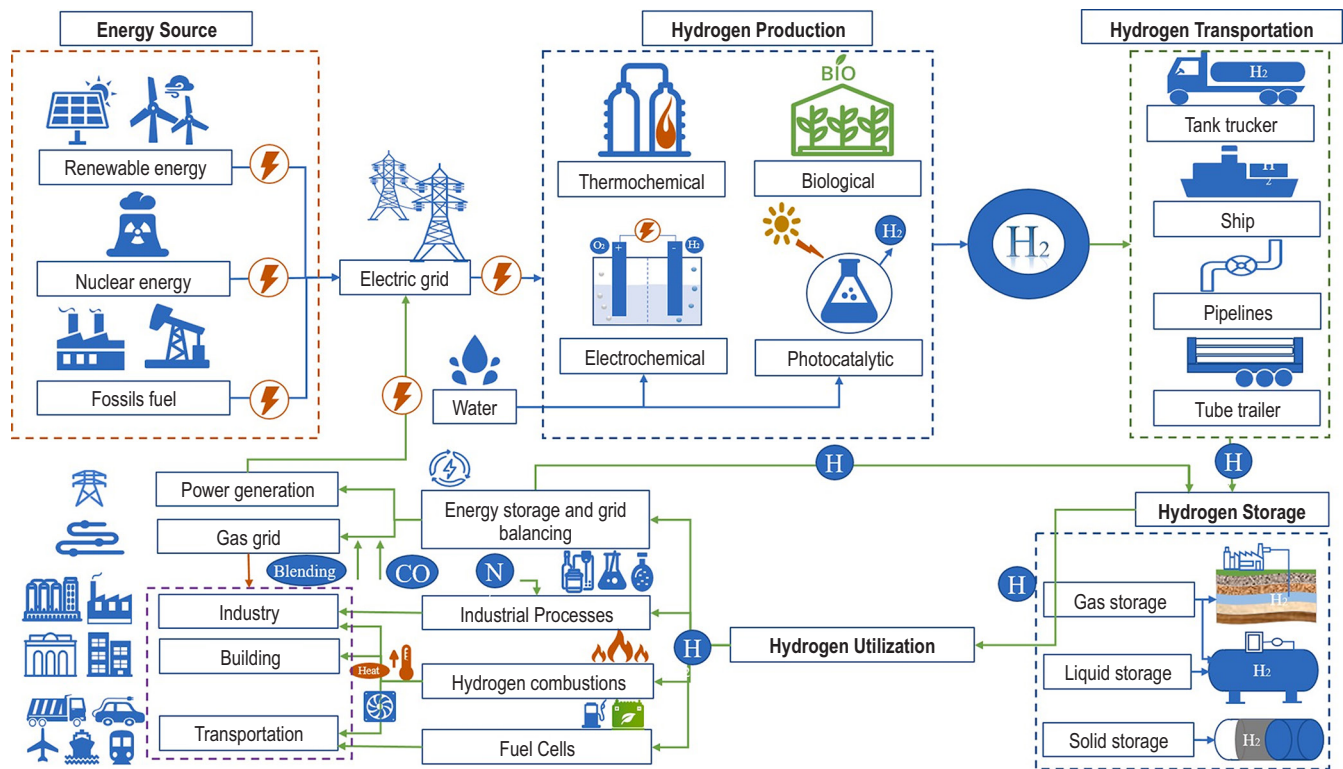 Energy Source
Renewable energy
Nuclear energy
Fossils fuel
Electric grid
Hydrogen Production
Thermochemical
BIO
Biological
O2
+
-
H2
Electrochemical
H2
Photocatalytic
Water
H2
Hydrogen Transportation
H2
Tank trucker
H
2
Ship
Pipelines
Tube trailer
H
H
Hydrogen Storage
H
Gas storage
H2
Liquid storage
H2
Solid storage
H2
Hydrogen Utilization
H
Energy storage and grid
balancing
N
Industrial Processes
Hydrogen combustions
Fuel Cells
Power generation
Gas grid
Blending
CO
Industry
Building
Heat
Transportation